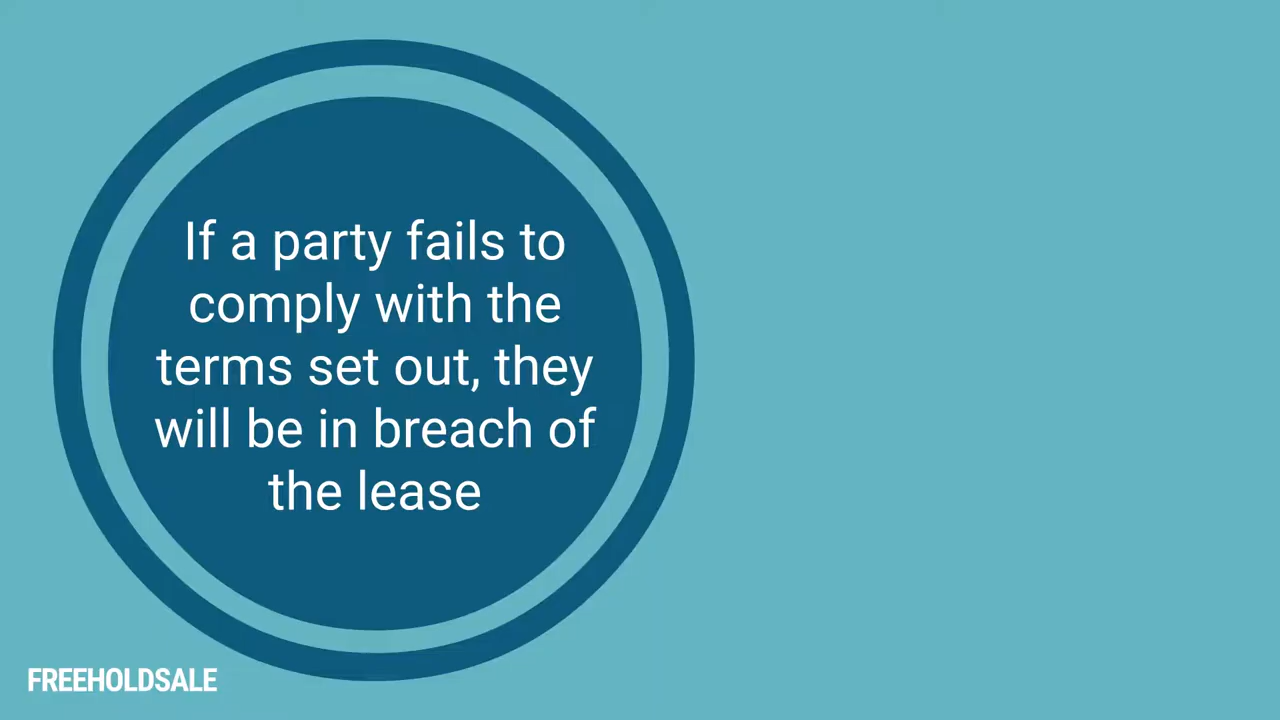 If a party fails to
comply with the
terms set out, they
will be in breach of
the lease
FREEHOLDSALE